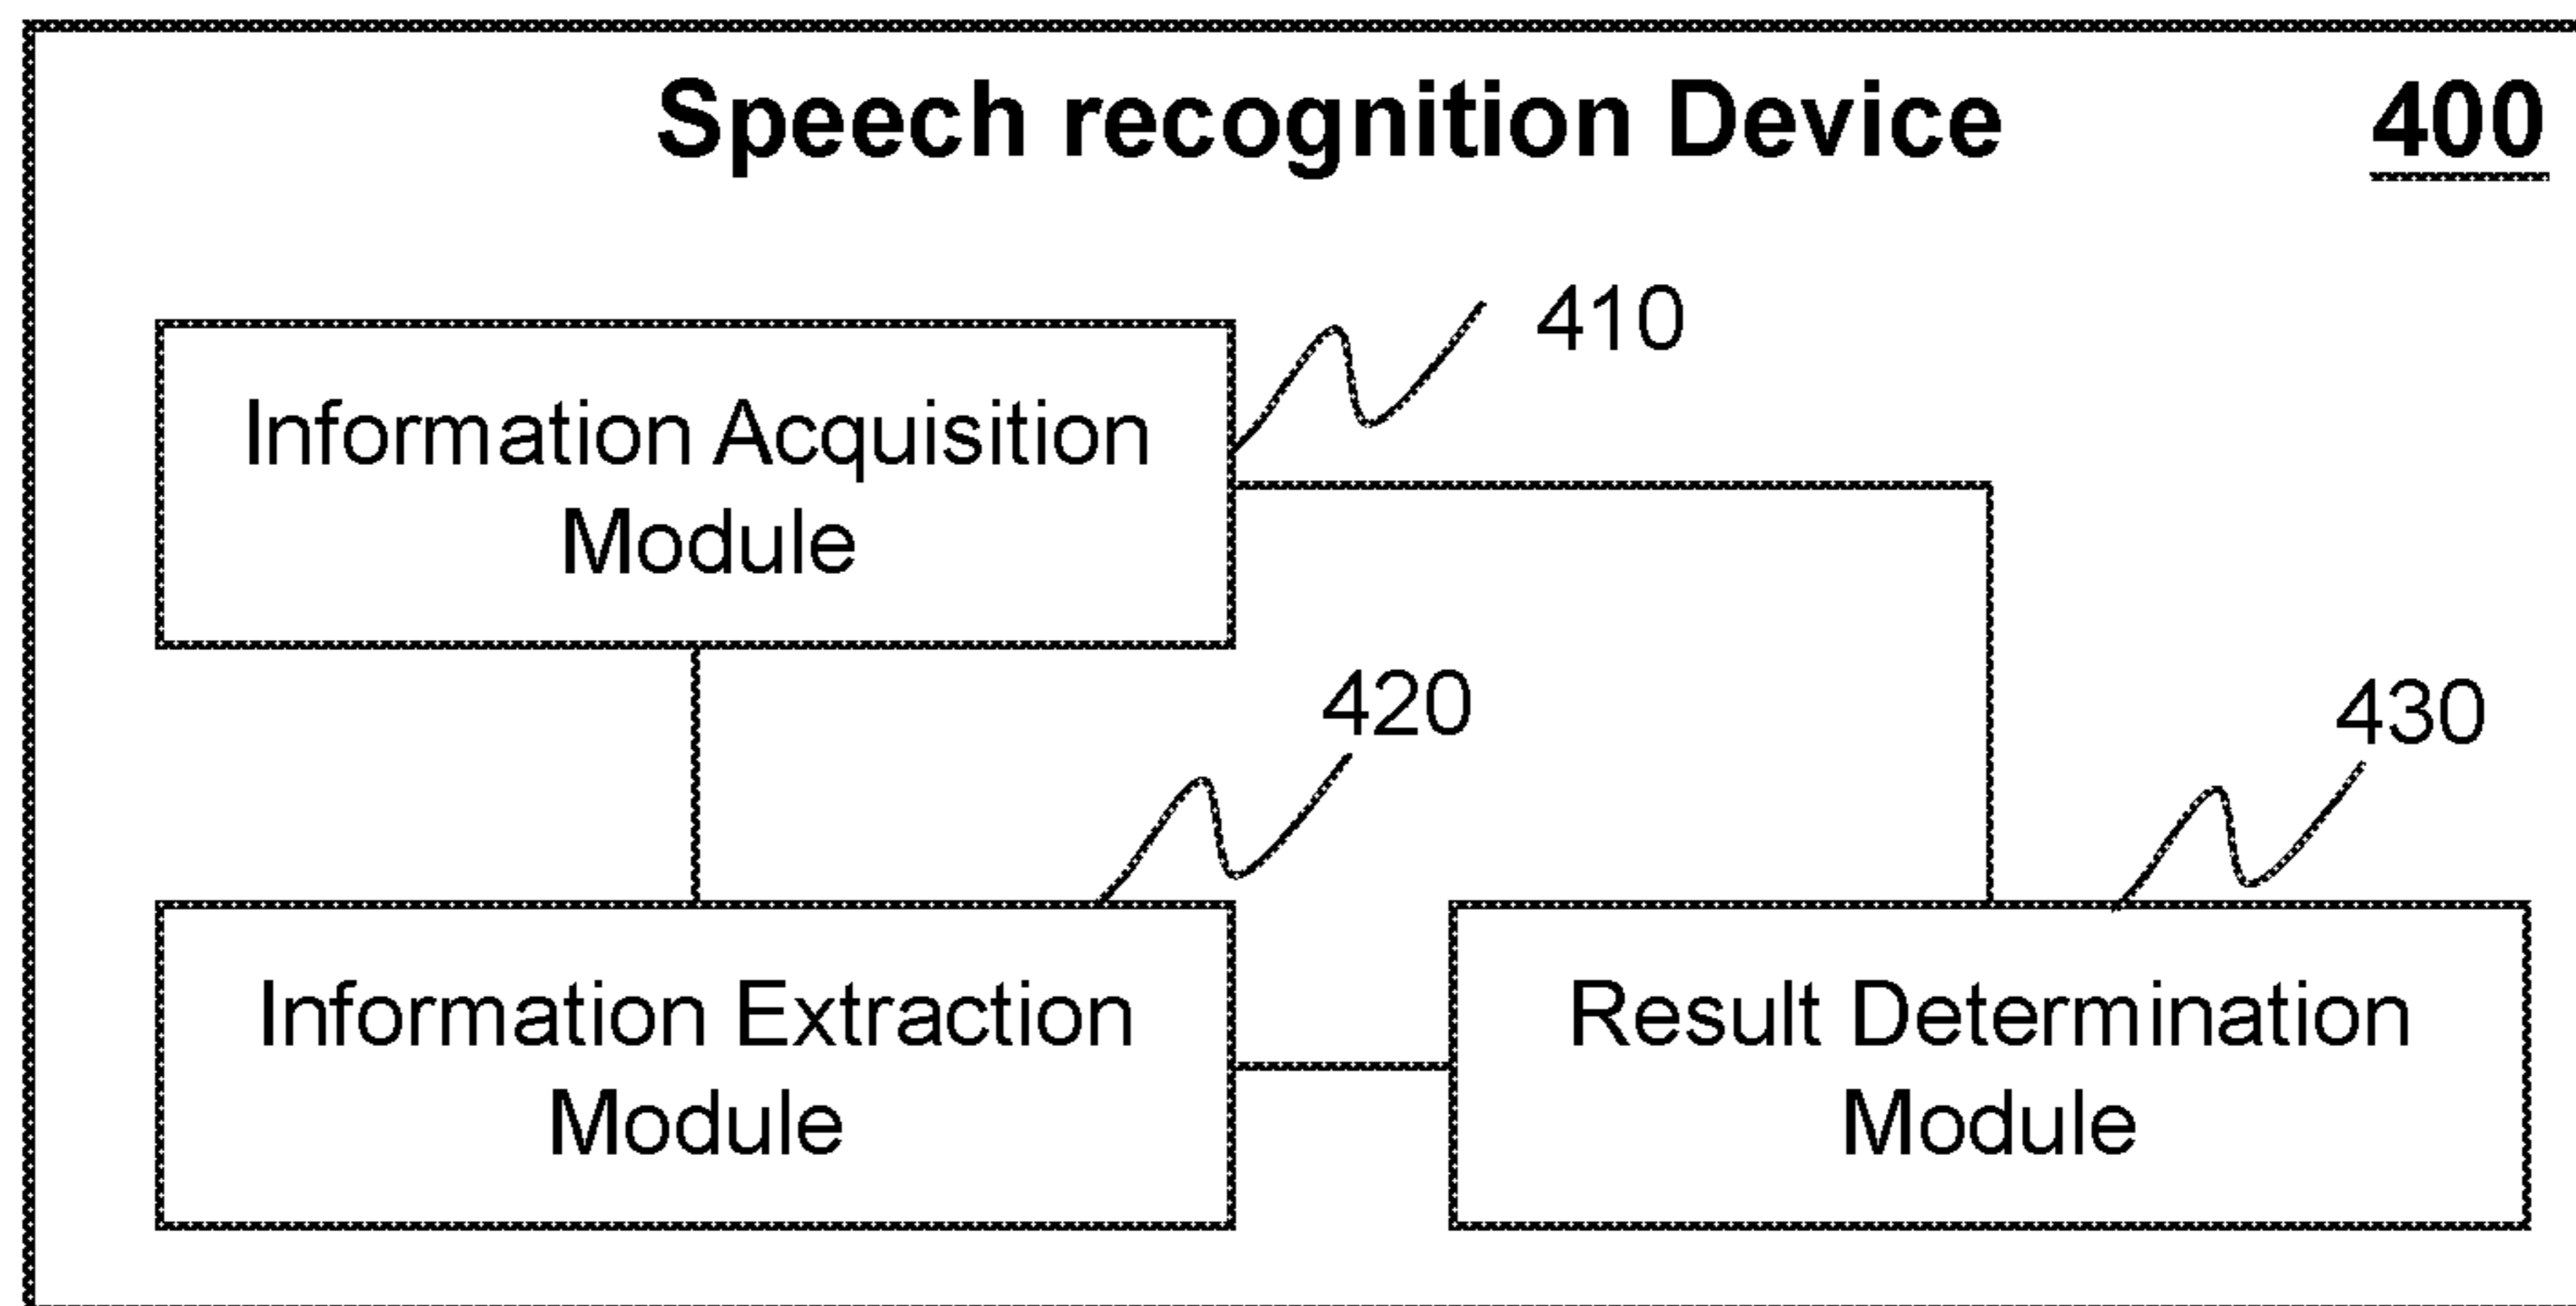 Speech recognition Device 400
410
Information Acquisition
Module
420
430
Information Extraction
Module
Result Determination
Module